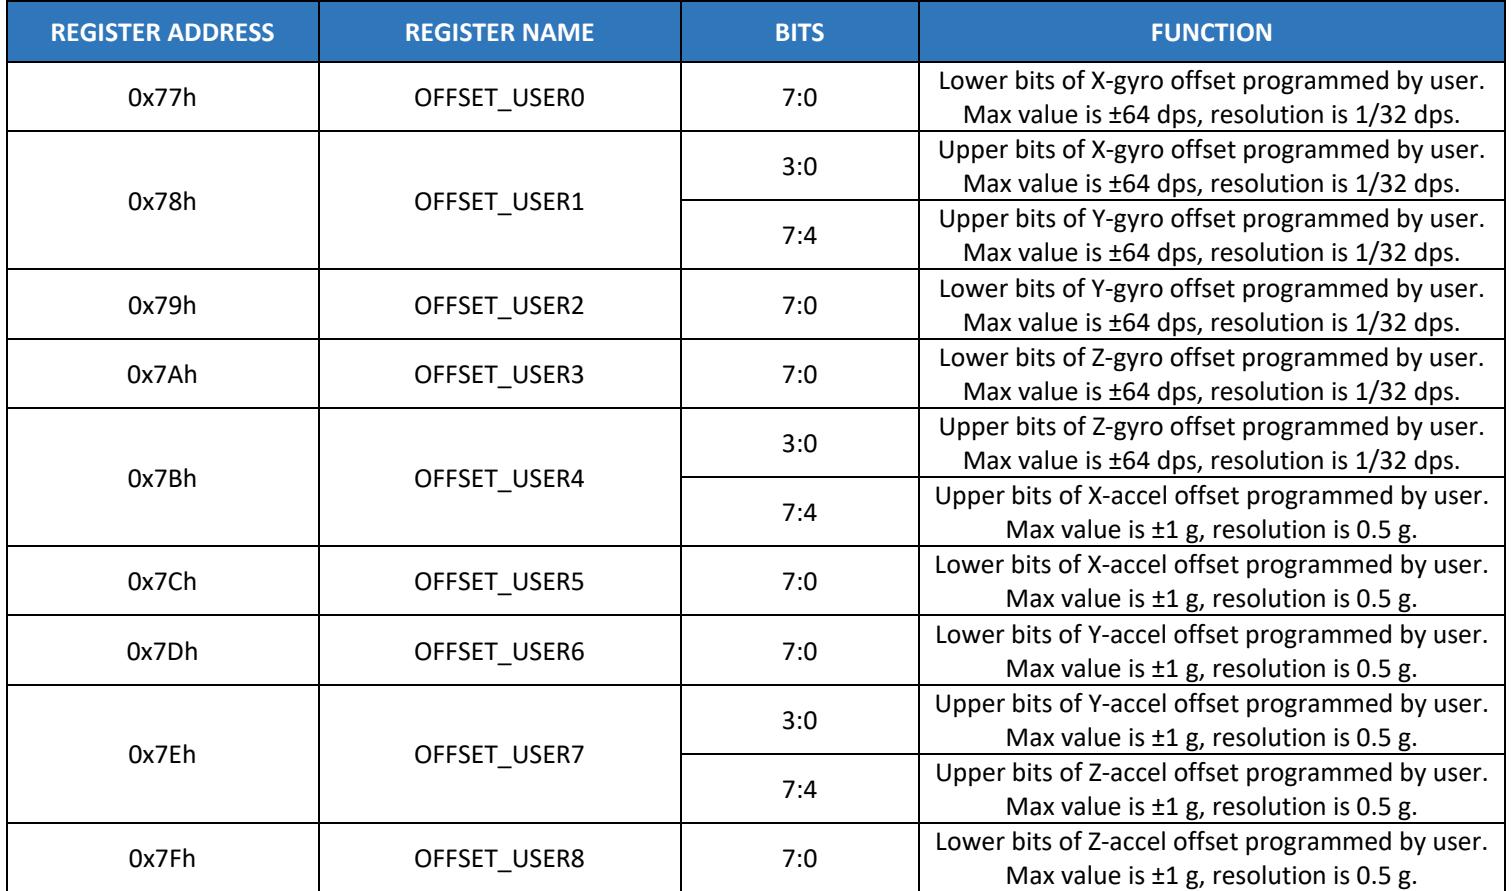 REGISTER ADDRESS REGISTER NAME BITS FUNCTION
0x77h OFFSET_USER0 7:0 Lower bits of X-gyro offset programmed by user.
Max value is ±64 dps, resolution is 1/32 dps.
0x78h OFFSET_USER1 3:0 Upper bits of X-gyro offset programmed by user.
Max value is ±64 dps, resolution is 1/32 dps.
7:4 Upper bits of Y-gyro offset programmed by user.
Max value is ±64 dps, resolution is 1/32 dps.
0x79h OFFSET_USER2 7:0 Lower bits of Y-gyro offset programmed by user.
Max value is ±64 dps, resolution is 1/32 dps.
0x7Ah OFFSET_USER3 7:0 Lower bits of Z-gyro offset programmed by user.
Max value is ±64 dps, resolution is 1/32 dps.
0x7Bh OFFSET_USER4 3:0 Upper bits of Z-gyro offset programmed by user.
Max value is ±64 dps, resolution is 1/32 dps.
7:4 Upper bits of X-accel offset programmed by user.
Max value is ±1 g, resolution is 0.5 g.
0x7Ch OFFSET_USER5 7:0 Lower bits of X-accel offset programmed by user.
Max value is ±1 g, resolution is 0.5 g.
0x7Dh OFFSET_USER6 7:0 Lower bits of Y-accel offset programmed by user.
Max value is ±1 g, resolution is 0.5 g.
0x7Eh OFFSET_USER7 3:0 Upper bits of Y-accel offset programmed by user.
Max value is ±1 g, resolution is 0.5 g.
7:4 Upper bits of Z-accel offset programmed by user.
Max value is ±1 g, resolution is 0.5 g.
0x7Fh OFFSET_USER8 7:0 Lower bits of Z-accel offset programmed by user.
Max value is ±1 g, resolution is 0.5 g.